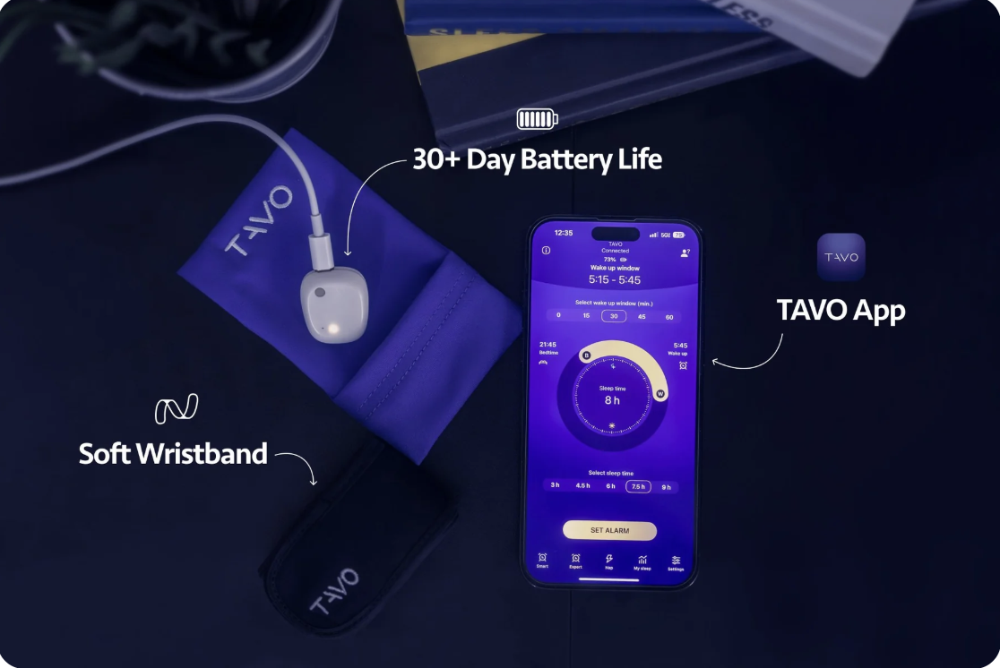 LESS
30+ Day Battery Life
TAVO
TAVO
TAVO App
Soft Wristband
TAVO
12:35
5G
75
TAVO
Connected
73%
Wake up window
5:15 - 5:45
Select wake up window (min.)
0 15 30 45 60
21:45
Bedtime
5:45
Wake up
B
W
Sleep time
8 h
Select sleep time
3 h 4.5 h 6 h 7.5 h 9 h
SET ALARM
Smart Expert Nap My sleep Settings